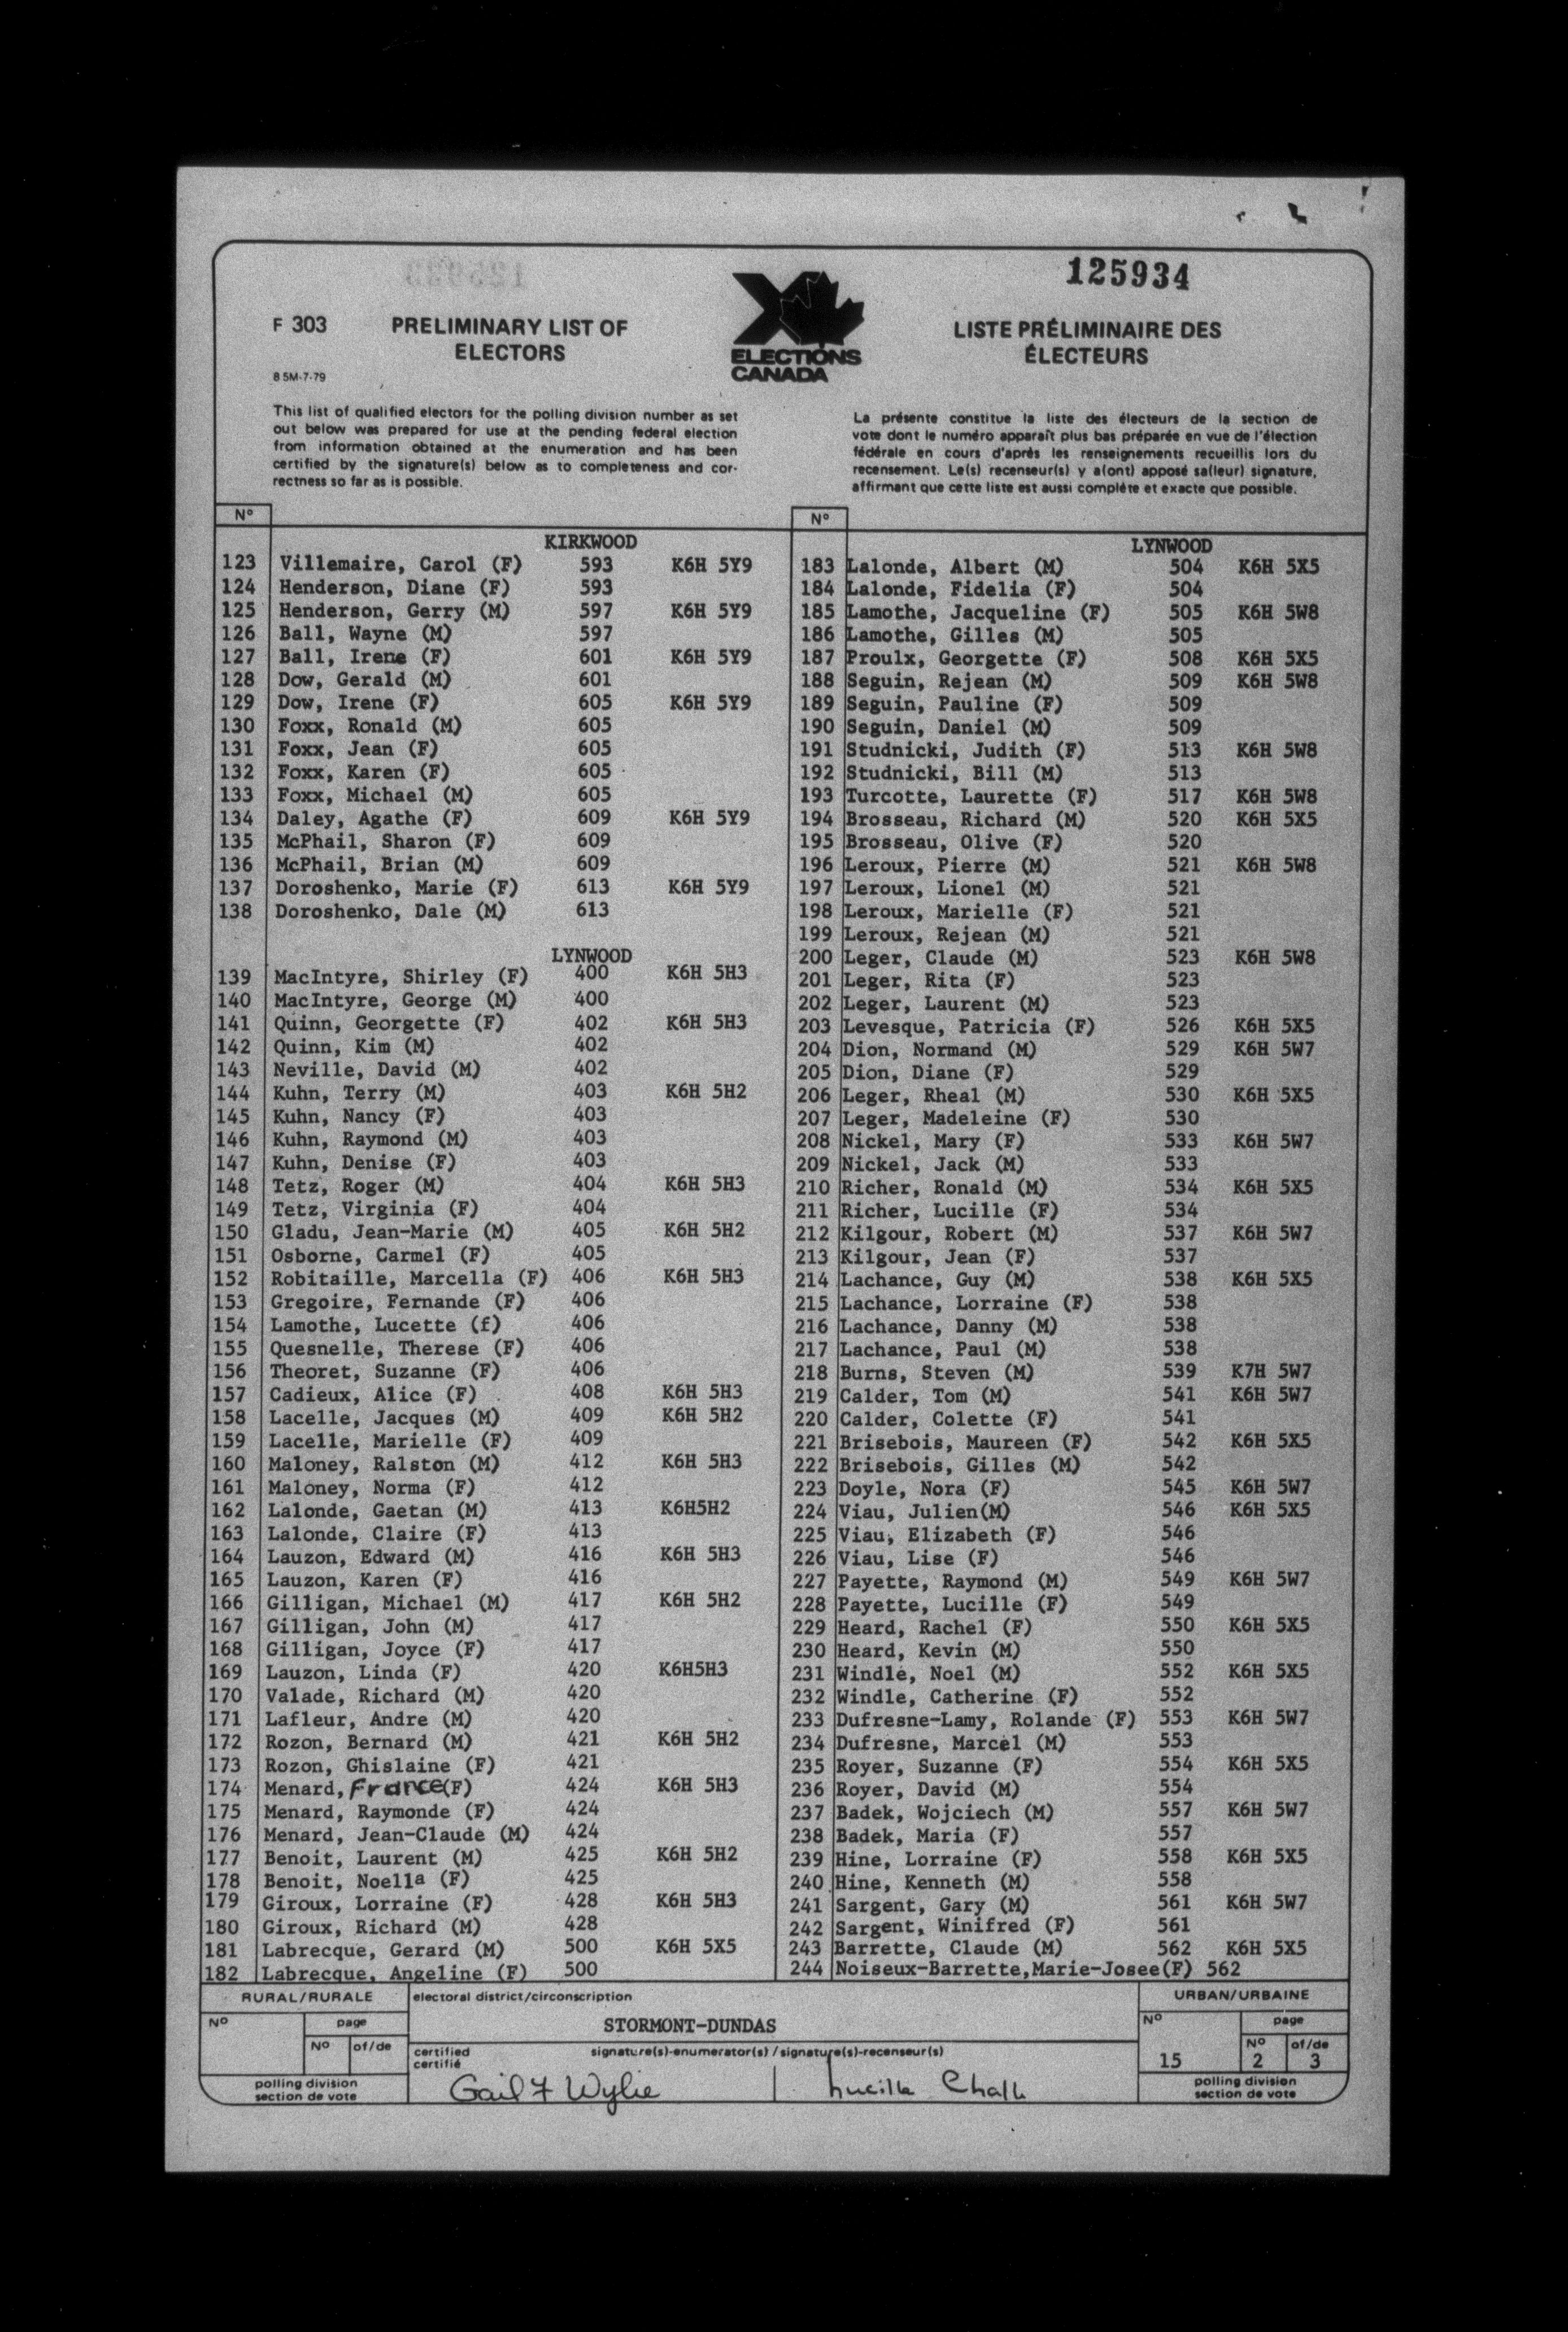 125934
F 303
PRELIMINARY LIST OF
ELECTORS
8 5M-7-79
ELECTIONS
CANADA
LISTE PRÉLIMINAIRE DES
ÉLECTEURS
This list of qualified electors for the polling division number as set
out below was prepared for use at the pending federal election
from information obtained at the enumeration and has been
certified by the signature(s) below as to completeness and cor-
rectness so far as is possible.
La présente constitue la liste des électeurs de la section de
vote dont le numéro apparaît plus bas préparée en vue de l'élection
fédérale en cours d'après les renseignements recueillis lors du
recensement. Le(s) recenseur(s) y a(ont) apposé sa(leur) signature,
affirmant que cette liste est aussi complète et exacte que possible.
Nº
KIRKWOOD
123 Villemaire, Carol (F) 593 K6H 5Y9
124 Henderson, Diane (F) 593
125 Henderson, Gerry (M) 597 K6H 5Y9
126 Ball, Wayne (M) 597
127 Ball, Irene (F) 601 K6H 5Y9
128 Dow, Gerald (M) 601
129 Dow, Irene (F) 605 K6H 5Y9
130 Foxx, Ronald (M) 605
131 Foxx, Jean (F) 605
132 Foxx, Karen (F) 605
133 Foxx, Michael (M) 605
134 Daley, Agathe (F) 609 K6H 5Y9
135 McPhail, Sharon (F) 609
136 McPhail, Brian (M) 609
137 Doroshenko, Marie (F) 613 K6H 5Y9
138 Doroshenko, Dale (M) 613
LYNWOOD
139 MacIntyre, Shirley (F) 400 K6H 5H3
140 MacIntyre, George (M) 400
141 Quinn, Georgette (F) 402 K6H 5H3
142 Quinn, Kim (M) 402
143 Neville, David (M) 402
144 Kuhn, Terry (M) 403 K6H 5H2
145 Kuhn, Nancy (F) 403
146 Kuhn, Raymond (M) 403
147 Kuhn, Denise (F) 403
148 Tetz, Roger (M) 404 K6H 5H3
149 Tetz, Virginia (F) 404
150 Gladu, Jean-Marie (M) 405 K6H 5H2
151 Osborne, Carmel (F) 405
152 Robitaille, Marcella (F) 406 K6H 5H3
153 Gregoire, Fernande (F) 406
154 Lamothe, Lucette (f) 406
155 Quesnelle, Therese (F) 406
156 Theoret, Suzanne (F) 406
157 Cadieux, Alice (F) 408 K6H 5H3
158 Lacelle, Jacques (M) 409 K6H 5H2
159 Lacelle, Marielle (F) 409
160 Maloney, Ralston (M) 412 K6H 5H3
161 Maloney, Norma (F) 412
162 Lalonde, Gaetan (M) 413 K6H5H2
163 Lalonde, Claire (F) 413
164 Lauzon, Edward (M) 416 K6H 5H3
165 Lauzon, Karen (F) 416
166 Gilligan, Michael (M) 417 K6H 5H2
167 Gilligan, John (M) 417
168 Gilligan, Joyce (F) 417
169 Lauzon, Linda (F) 420 K6H5H3
170 Valade, Richard (M) 420
171 Lafleur, Andre (M) 420
172 Rozon, Bernard (M) 421 K6H 5H2
173 Rozon, Ghislaine (F) 421
174 Menard, France(F) 424 K6H 5H3
175 Menard, Raymonde (F) 424
176 Menard, Jean-Claude (M) 424
177 Benoit, Laurent (M) 425 K6H 5H2
178 Benoit, Noella (F) 425
179 Giroux, Lorraine (F) 428 K6H 5H3
180 Giroux, Richard (M) 428
181 Labrecque, Gerard (M) 500 K6H 5X5
182 Labrecque, Angeline (F) 500
Nº
LYNWOOD
183 Lalonde, Albert (M) 504 K6H 5X5
184 Lalonde, Fidelia (F) 504
185 Lamothe, Jacqueline (F) 505 K6H 5W8
186 Lamothe, Gilles (M) 505
187 Proulx, Georgette (F) 508 K6H 5X5
188 Seguin, Rejean (M) 509 K6H 5W8
189 Seguin, Pauline (F) 509
190 Seguin, Daniel (M) 509
191 Studnicki, Judith (F) 513 K6H 5W8
192 Studnicki, Bill (M) 513
193 Turcotte, Laurette (F) 517 K6H 5W8
194 Brosseau, Richard (M) 520 K6H 5X5
195 Brosseau, Olive (F) 520
196 Leroux, Pierre (M) 521 K6H 5W8
197 Leroux, Lionel (M) 521
198 Leroux, Marielle (F) 521
199 Leroux, Rejean (M) 521
200 Leger, Claude (M) 523 K6H 5W8
201 Leger, Rita (F) 523
202 Leger, Laurent (M) 523
203 Levesque, Patricia (F) 526 K6H 5X5
204 Dion, Normand (M) 529 K6H 5W7
205 Dion, Diane (F) 529
206 Leger, Rheal (M) 530 K6H 5X5
207 Leger, Madeleine (F) 530
208 Nickel, Mary (F) 533 K6H 5W7
209 Nickel, Jack (M) 533
210 Richer, Ronald (M) 534 K6H 5X5
211 Richer, Lucille (F) 534
212 Kilgour, Robert (M) 537 K6H 5W7
213 Kilgour, Jean (F) 537
214 Lachance, Guy (M) 538 K6H 5X5
215 Lachance, Lorraine (F) 538
216 Lachance, Danny (M) 538
217 Lachance, Paul (M) 538
218 Burns, Steven (M) 539 K7H 5W7
219 Calder, Tom (M) 541 K6H 5W7
220 Calder, Colette (F) 541
221 Brisebois, Maureen (F) 542 K6H 5X5
222 Brisebois, Gilles (M) 542
223 Doyle, Nora (F) 545 K6H 5W7
224 Viau, Julien(M) 546 K6H 5X5
225 Viau, Elizabeth (F) 546
226 Viau, Lise (F) 546
227 Payette, Raymond (M) 549 K6H 5W7
228 Payette, Lucille (F) 549
229 Heard, Rachel (F) 550 K6H 5X5
230 Heard, Kevin (M) 550
231 Windle, Noel (M) 552 K6H 5X5
232 Windle, Catherine (F) 552
233 Dufresne-Lamy, Rolande (F) 553 K6H 5W7
234 Dufresne, Marcel (M) 553
235 Royer, Suzanne (F) 554 K6H 5X5
236 Royer, David (M) 554
237 Badek, Wojciech (M) 557 K6H 5W7
238 Badek, Maria (F) 557
239 Hine, Lorraine (F) 558 K6H 5X5
240 Hine, Kenneth (M) 558
241 Sargent, Gary (M) 561 K6H 5W7
242 Sargent, Winifred (F) 561
243 Barrette, Claude (M) 562 K6H 5X5
244 Noiseux-Barrette,Marie-Josee(F) 562
RURAL/RURALE
Nº
page
Nº of/de
polling division
section de vote
electoral district/circonscription
STORMONT-DUNDAS
certified
certifié
signature(s)-enumerator(s)/signature(s)-recenseur(s)
Gail F Wylie
Lucille Chalk
URBAN/URBAINE
Nº
page
Nº of/de
15 2 3
polling division
section de vote